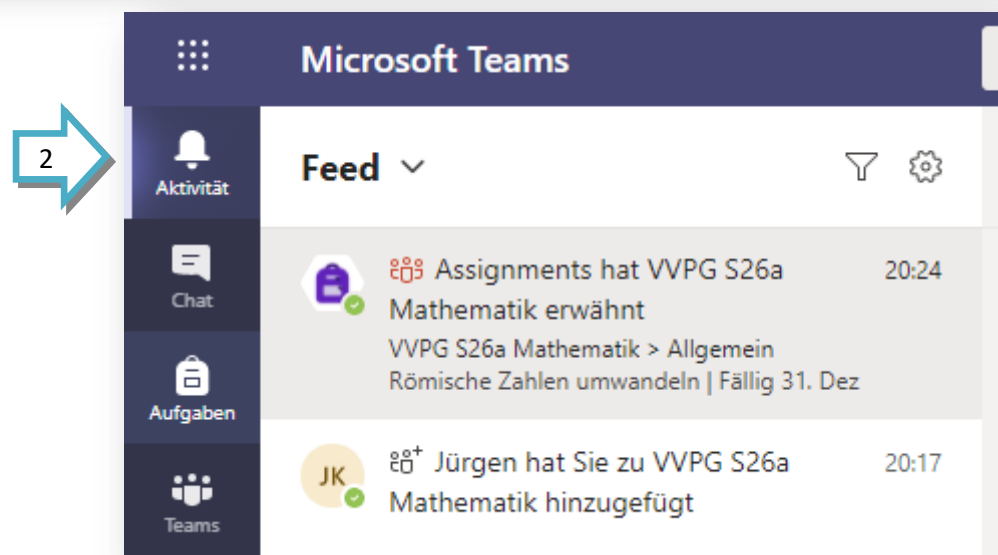 Microsoft Teams
2
Aktivität
Chat
Aufgaben
Teams
Feed
Assignments hat VVPG S26a 20:24
Mathematik erwähnt
VVPG S26a Mathematik > Allgemein
Römische Zahlen umwandeln | Fällig 31. Dez
JK
Jürgen hat Sie zu VVPG S26a 20:17
Mathematik hinzugefügt